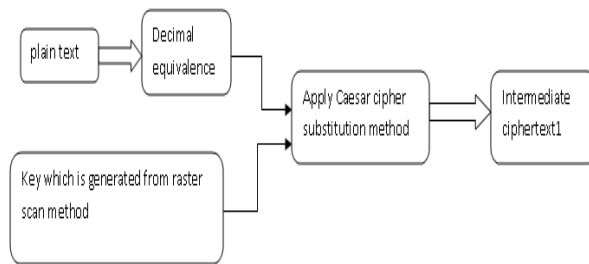 plain text
Decimal
equivalence
Apply Caesar cipher
substitution method
Intermediate
ciphertext1
Key which is generated from raster
scan method